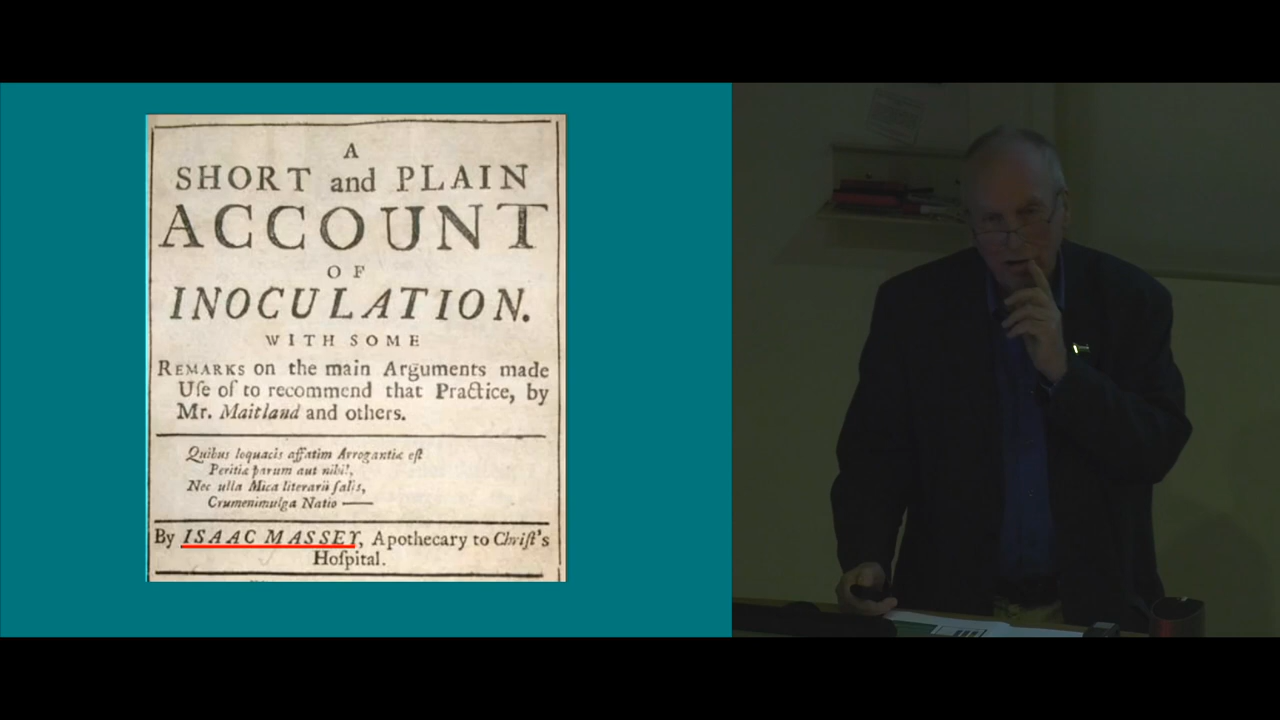 A
SHORT and PLAIN
ACCOUNT
OF
INOCULATION.
WITH SOME
REMARKS on the main Arguments made
Uſe of to recommend that Practice, by
Mr. Maitland and others.
Quibus loquacis affatim Arrogantiæ eſt
Peritiæ parum aut nihil,
Nec ulla Mica literarii ſalis,
Crumenimulga Natio ——
By ISAAC MASSEY, Apothecary to Chriſt's
Hoſpital.